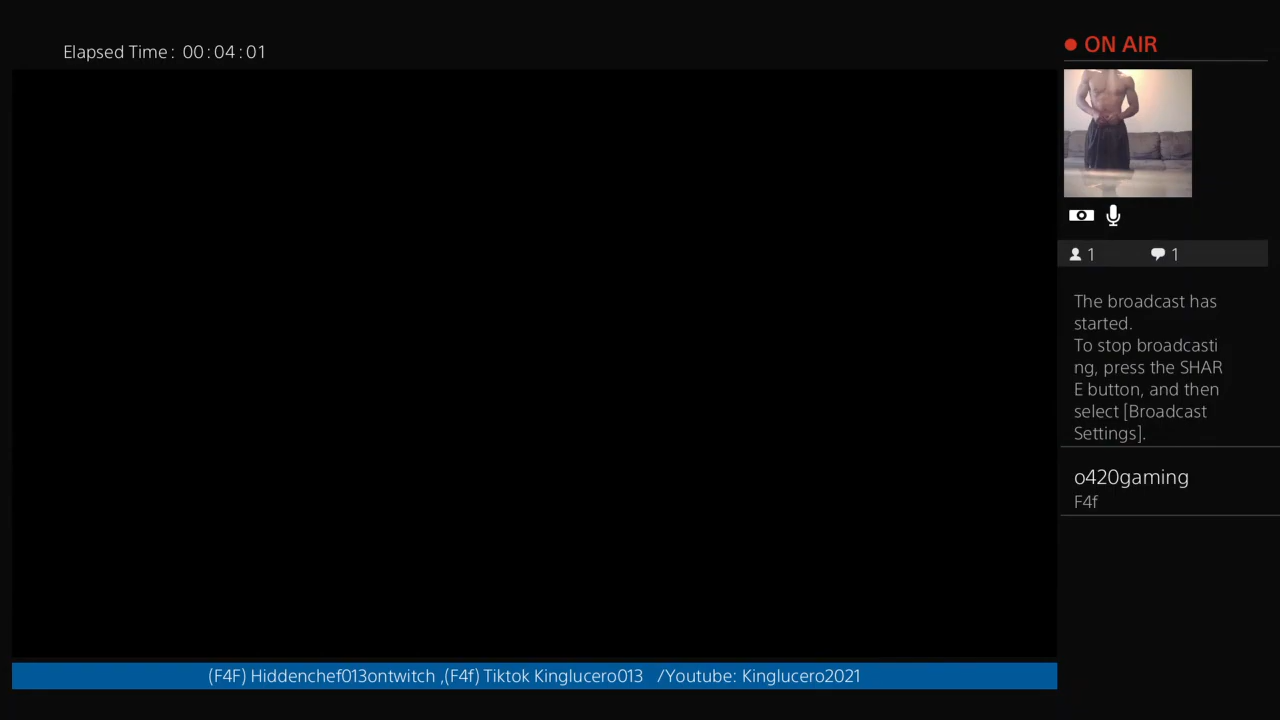 Elapsed Time: 00:04:01
ON AIR
1 1
The broadcast has
started.
To stop broadcasti
ng, press the SHAR
E button, and then
select [Broadcast
Settings].
o420gaming
F4f
(F4F) Hiddenchef013ontwitch ,(F4f) Tiktok Kinglucero013 /Youtube: Kinglucero2021